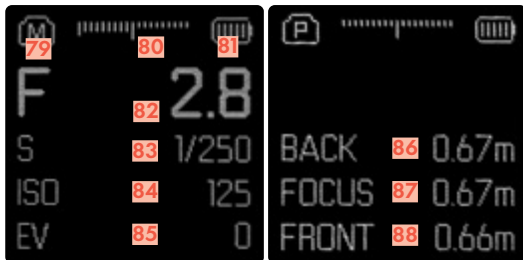 M
79
80
81
F 82 2.8
S 83 1/250
ISO 84 125
EV 85 0
P
BACK 86 0.67m
FOCUS 87 0.67m
FRONT 88 0.66m